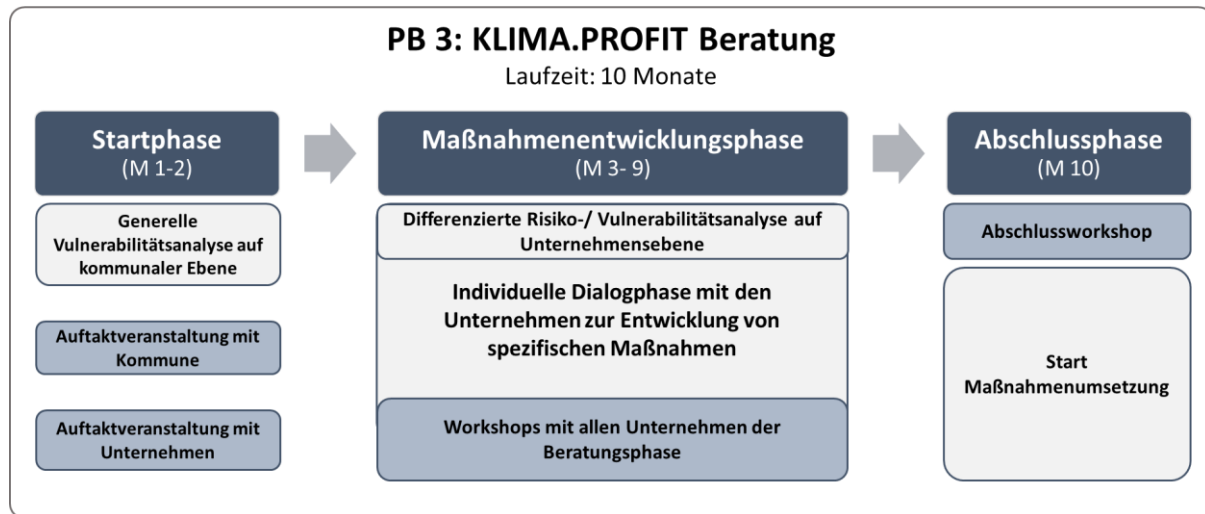 PB 3: KLIMA.PROFIT Beratung
Laufzeit: 10 Monate
Startphase
(M 1-2)
Generelle
Vulnerabilitätsanalyse auf
kommunaler Ebene
Auftaktveranstaltung mit
Kommune
Auftaktveranstaltung mit
Unternehmen
Maßnahmenentwicklungsphase
(M 3- 9)
Differenzierte Risiko-/ Vulnerabilitätsanalyse auf
Unternehmensebene
Individuelle Dialogphase mit den
Unternehmen zur Entwicklung von
spezifischen Maßnahmen
Workshops mit allen Unternehmen der
Beratungsphase
Abschlussphase
(M 10)
Abschlussworkshop
Start
Maßnahmenumsetzung